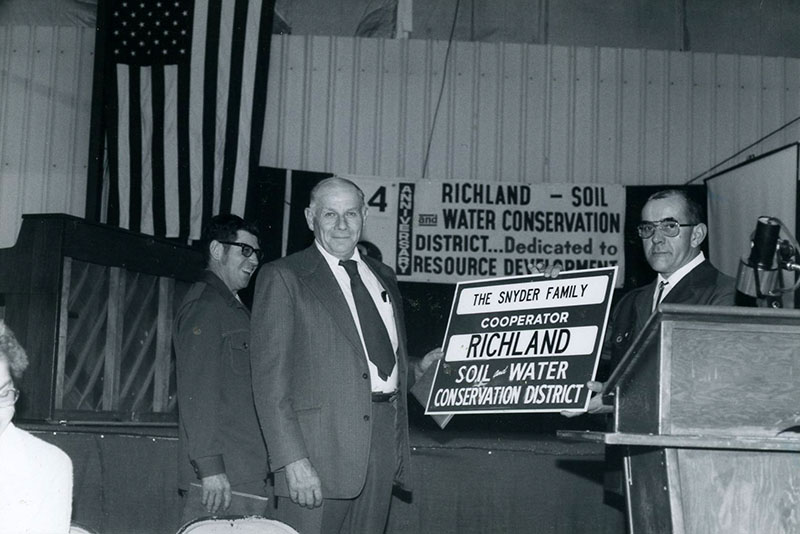 4
ANNIVERSARY
RICHLAND – SOIL
and WATER CONSERVATION
DISTRICT...Dedicated to
RESOURCE DEVELOPMENT
THE SNYDER FAMILY
COOPERATOR
RICHLAND
SOIL and WATER
CONSERVATION DISTRICT